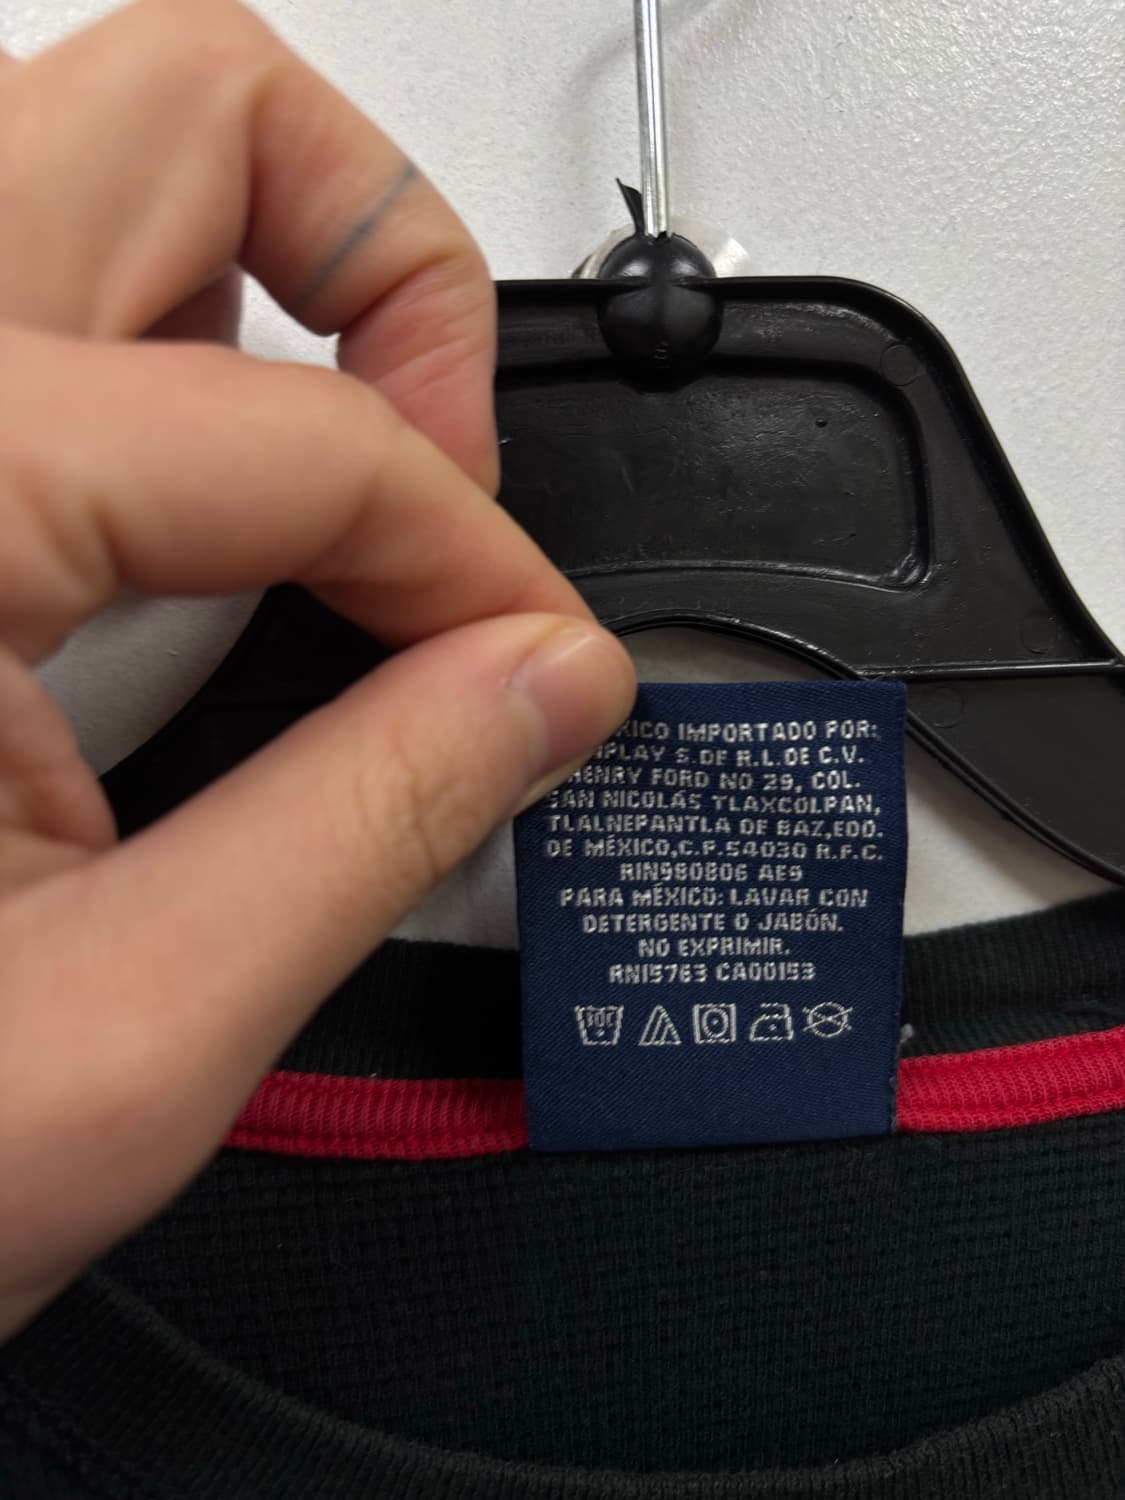 IMPORTADO POR:
S.DE R.L.DE C.V.
HENRY FORD NO 29, COL.
SAN NICOLÁS TLAXCOLPAN,
TLALNEPANTLA DE BAZ,EDO.
DE MÉXICO,C.P.54030 R.F.C.
RIN980806 AE9
PARA MÉXICO: LAVAR CON
DETERGENTE O JABÓN.
NO EXPRIMIR.
RN15763 CA00153